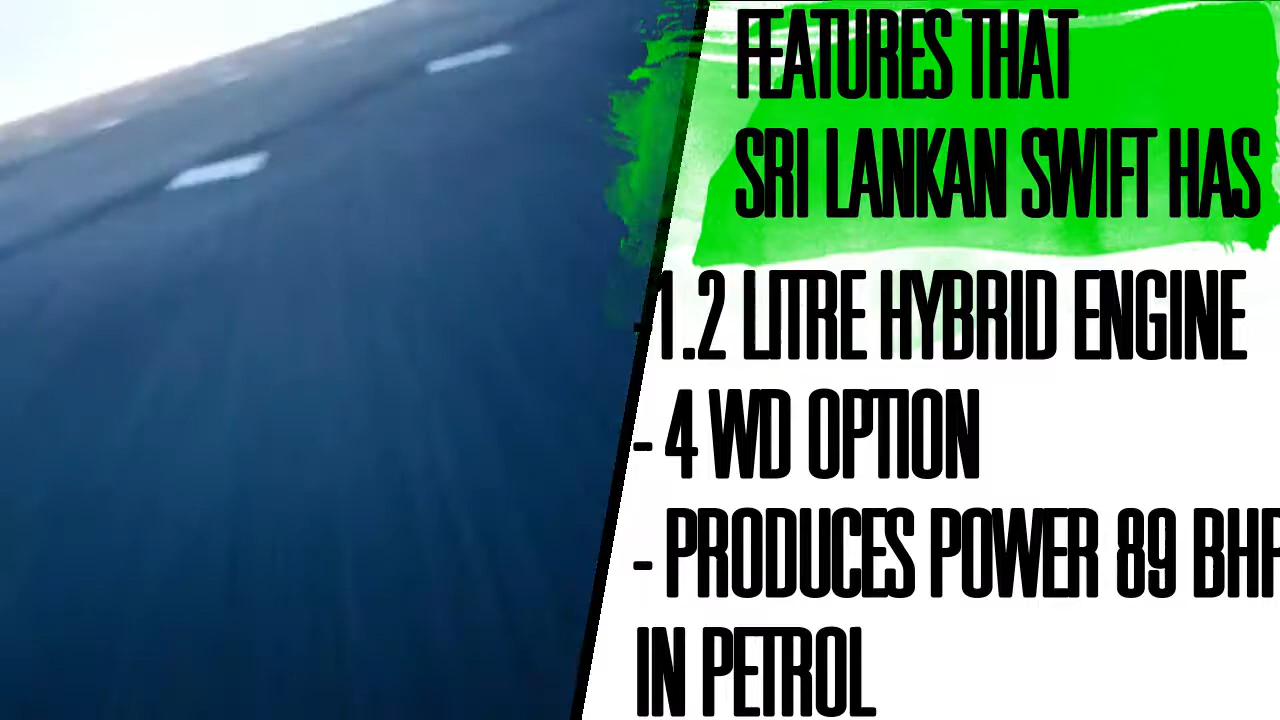 FEATURES THAT
SRI LANKAN SWIFT HAS
-1.2 LITRE HYBRID ENGINE
- 4 WD OPTION
- PRODUCES POWER 89 BHP
IN PETROL